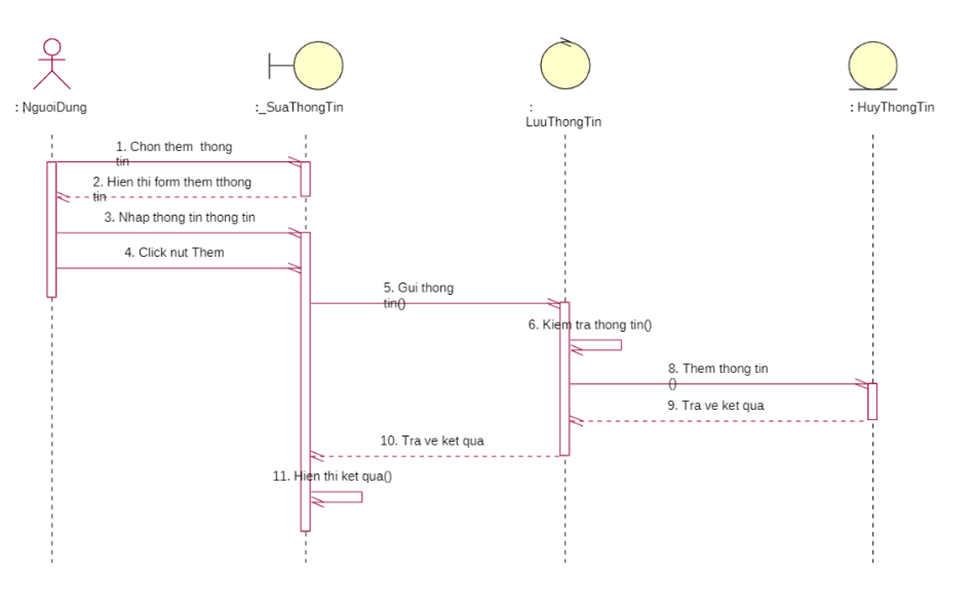 : NguoiDung
:_SuaThongTin
:
LuuThongTin
: HuyThongTin
1. Chon them thong
tin
2. Hien thi form them tthong
tin
3. Nhap thong tin thong tin
4. Click nut Them
5. Gui thong
tin()
6. Kiem tra thong tin()
8. Them thong tin
()
9. Tra ve ket qua
10. Tra ve ket qua
11. Hien thi ket qua()